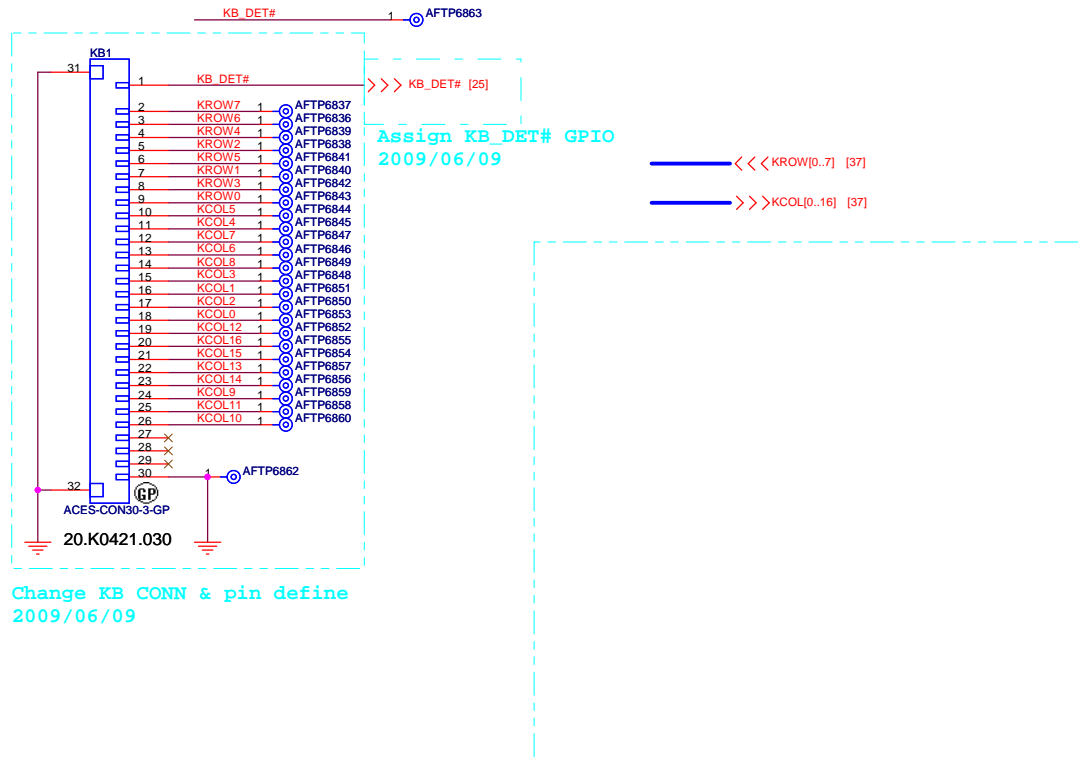 KB_DET# 1 AFTP6863
KB1
31
1 KB_DET# KB_DET# [25]
2 KROW7 1 AFTP6837
3 KROW6 1 AFTP6836
4 KROW4 1 AFTP6839
5 KROW2 1 AFTP6838
6 KROW5 1 AFTP6841
7 KROW1 1 AFTP6840
8 KROW3 1 AFTP6842
9 KROW0 1 AFTP6843
10 KCOL5 1 AFTP6844
11 KCOL4 1 AFTP6845
12 KCOL7 1 AFTP6847
13 KCOL6 1 AFTP6846
14 KCOL8 1 AFTP6849
15 KCOL3 1 AFTP6848
16 KCOL1 1 AFTP6851
17 KCOL2 1 AFTP6850
18 KCOL0 1 AFTP6853
19 KCOL12 1 AFTP6852
20 KCOL16 1 AFTP6855
21 KCOL15 1 AFTP6854
22 KCOL13 1 AFTP6857
23 KCOL14 1 AFTP6856
24 KCOL9 1 AFTP6859
25 KCOL11 1 AFTP6858
26 KCOL10 1 AFTP6860
27
28
29
30 1 AFTP6862
32
GP
ACES-CON30-3-GP
20.K0421.030
Change KB CONN & pin define
2009/06/09
Assign KB_DET# GPIO
2009/06/09
KROW[0..7] [37]
KCOL[0..16] [37]